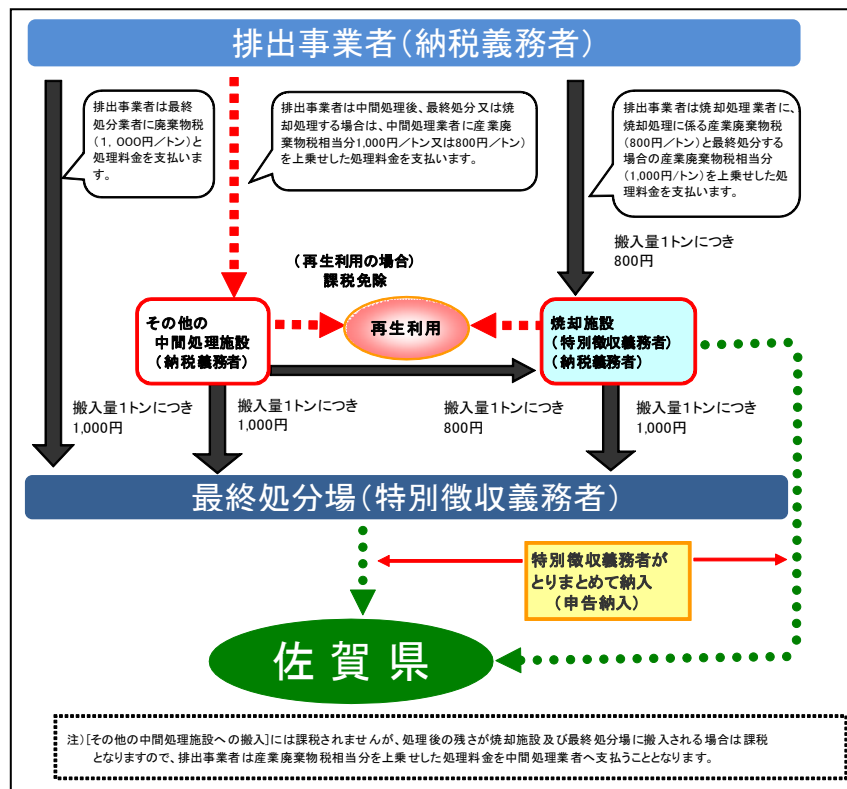 排出事業者(納税義務者)
排出事業者は最終
処分業者に廃棄物税
(1,000円/トン)と
処理料金を支払いま
す。
排出事業者は中間処理後、最終処分又は焼
却処理する場合は、中間処理業者に産業廃
棄物税相当分1,000円/トン又は800円/トン)
を上乗せした処理料金を支払います。
排出事業者は焼却処理業者に、
焼却処理に係る産業廃棄物税
(800円/トン)と最終処分する
場合の産業廃棄物税相当分
(1,000円/トン)を上乗せした処
理料金を支払います。
搬入量1トンにつき
800円
(再生利用の場合)
課税免除
その他の
中間処理施設
(納税義務者)
再生利用
焼却施設
(特別徴収義務者)
(納税義務者)
搬入量1トンにつき
1,000円
搬入量1トンにつき
1,000円
搬入量1トンにつき
800円
搬入量1トンにつき
1,000円
最終処分場(特別徴収義務者)
特別徴収義務者が
とりまとめて納入
(申告納入)
佐賀県
注)[その他の中間処理施設への搬入]には課税されませんが、処理後の残さが焼却施設及び最終処分場に搬入される場合は課税
となりますので、排出事業者は産業廃棄物税相当分を上乗せした処理料金を中間処理業者へ支払うこととなります。